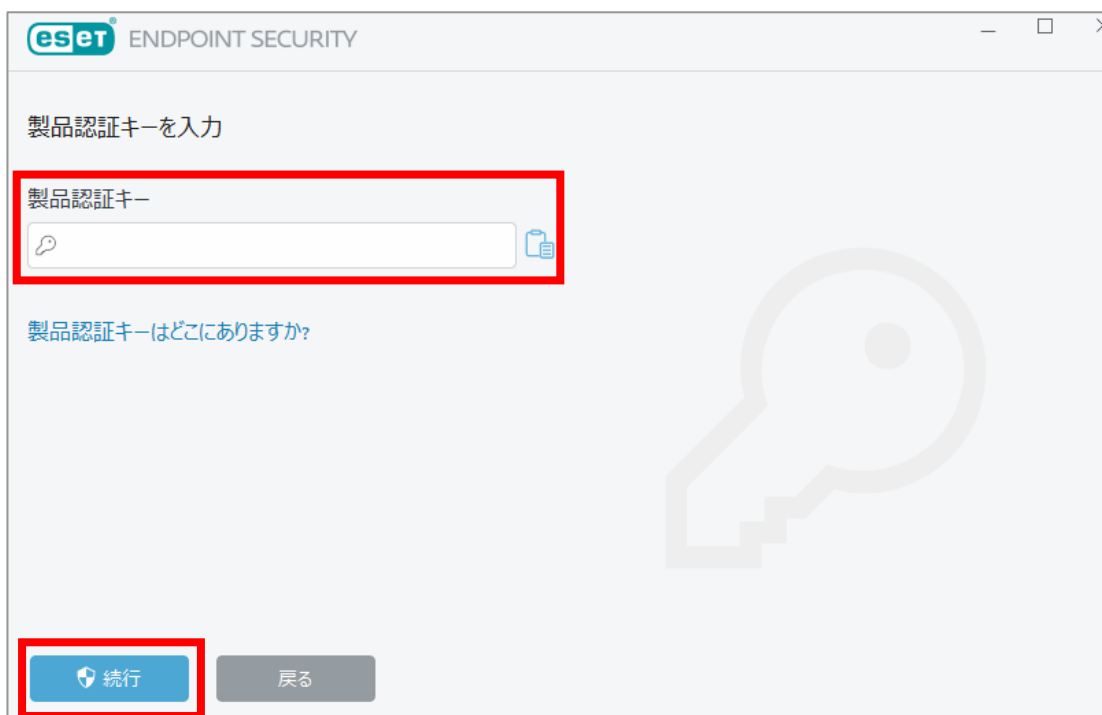 eset® ENDPOINT SECURITY
製品認証キーを入力
製品認証キー
製品認証キーはどこにありますか?
続行
戻る